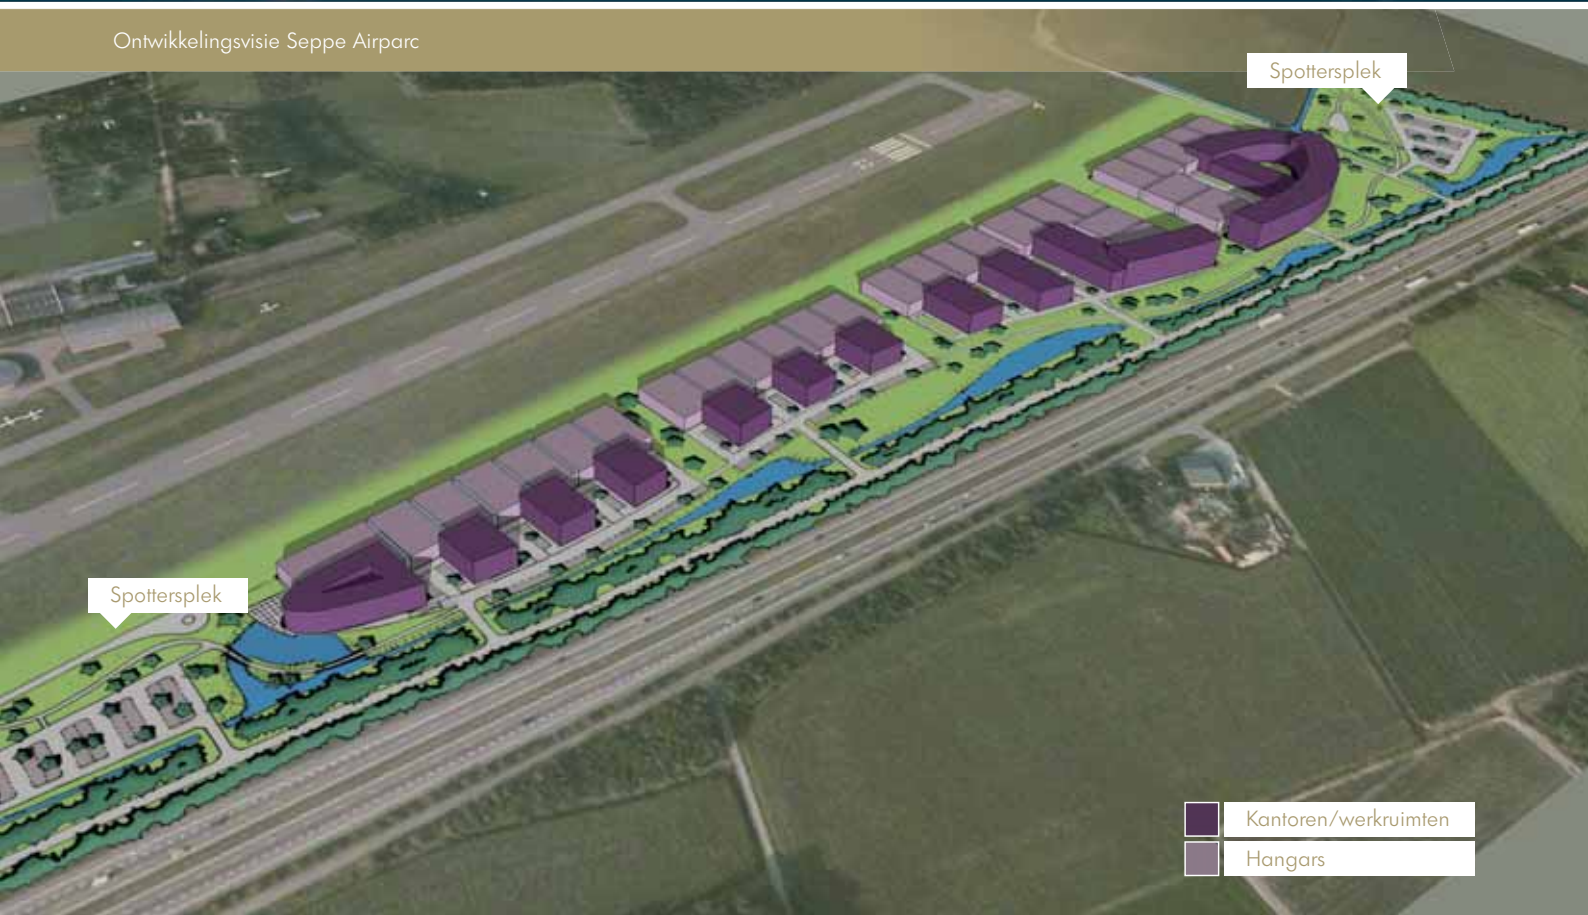 Ontwikkelingsvisie Seppe Airparc
Spottersplek
Spottersplek
Kantoren/werkruimten
Hangars